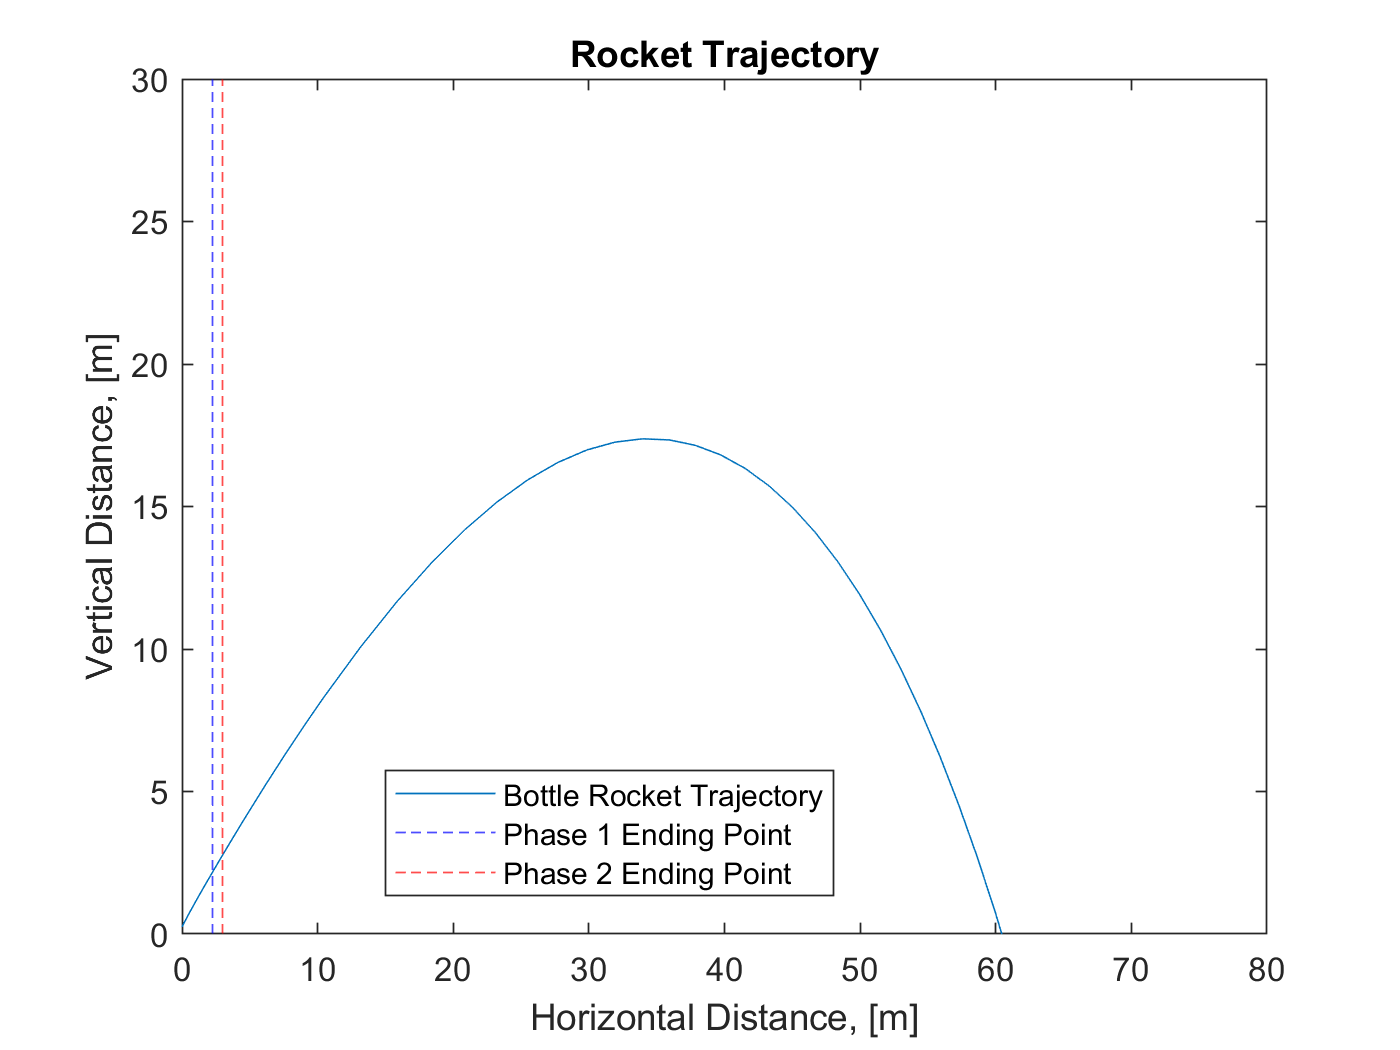 Rocket Trajectory
30
25
20
15
10
5
0
Vertical Distance, [m]
Bottle Rocket Trajectory
Phase 1 Ending Point
Phase 2 Ending Point
0 10 20 30 40 50 60 70 80
Horizontal Distance, [m]